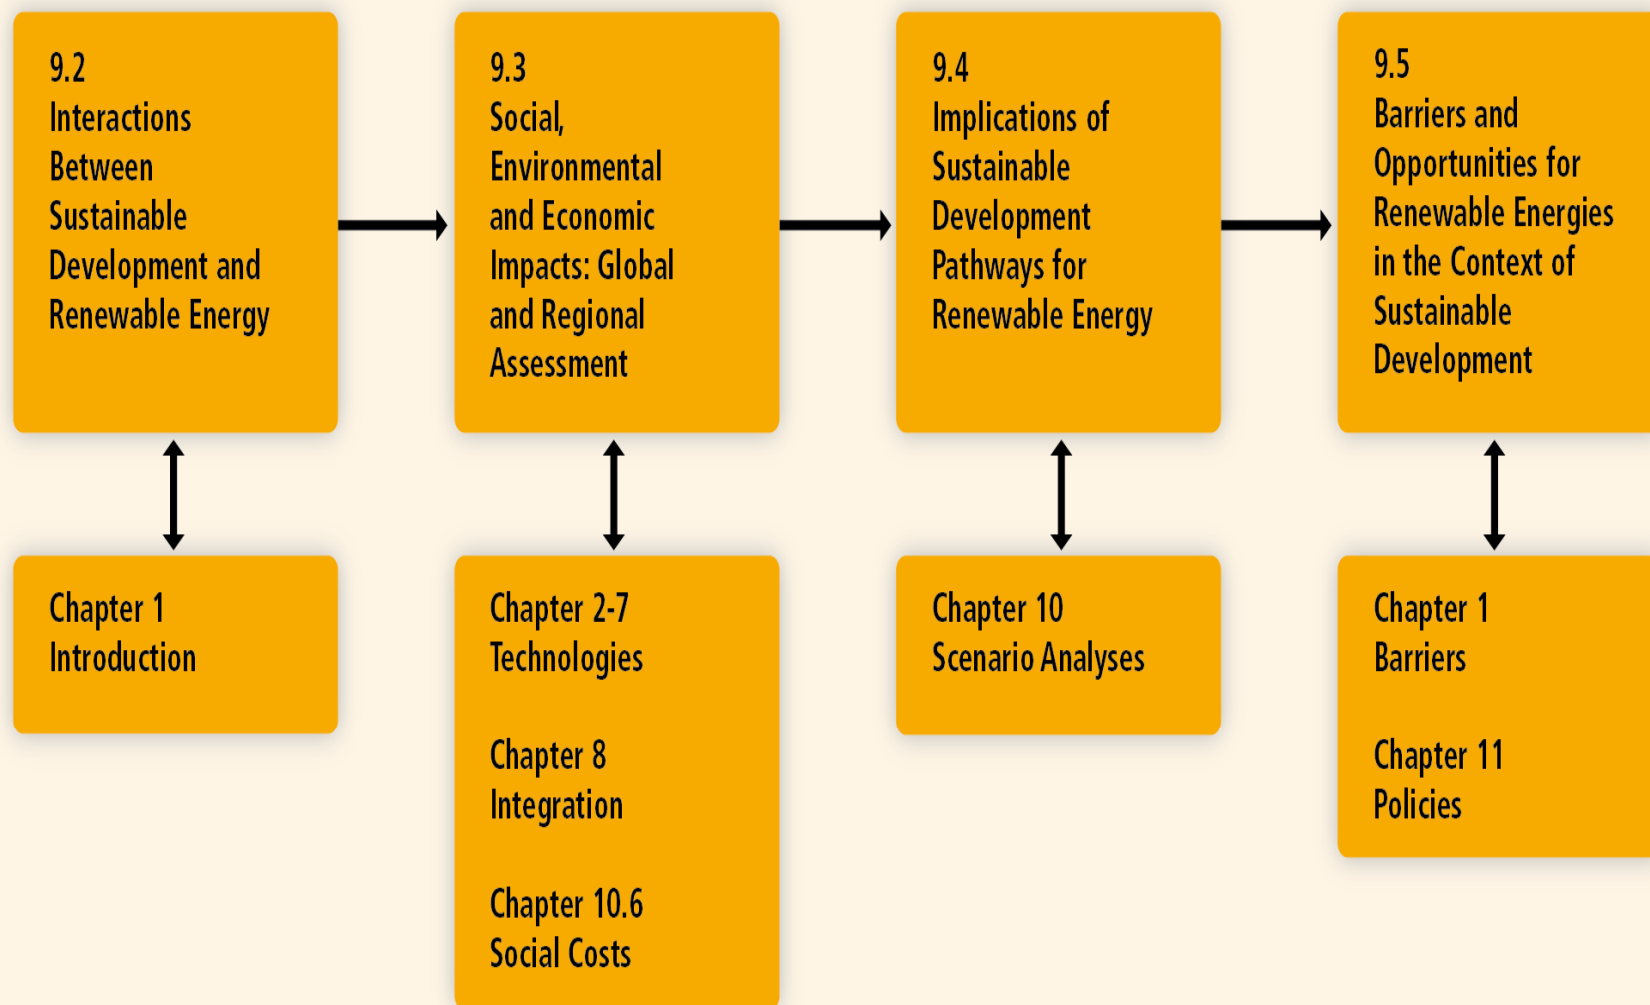 9.2
Interactions
Between
Sustainable
Development and
Renewable Energy
9.3
Social,
Environmental
and Economic
Impacts: Global
and Regional
Assessment
9.4
Implications of
Sustainable
Development
Pathways for
Renewable Energy
9.5
Barriers and
Opportunities for
Renewable Energies
in the Context of
Sustainable
Development
Chapter 1
Introduction
Chapter 2-7
Technologies
Chapter 8
Integration
Chapter 10.6
Social Costs
Chapter 10
Scenario Analyses
Chapter 1
Barriers
Chapter 11
Policies